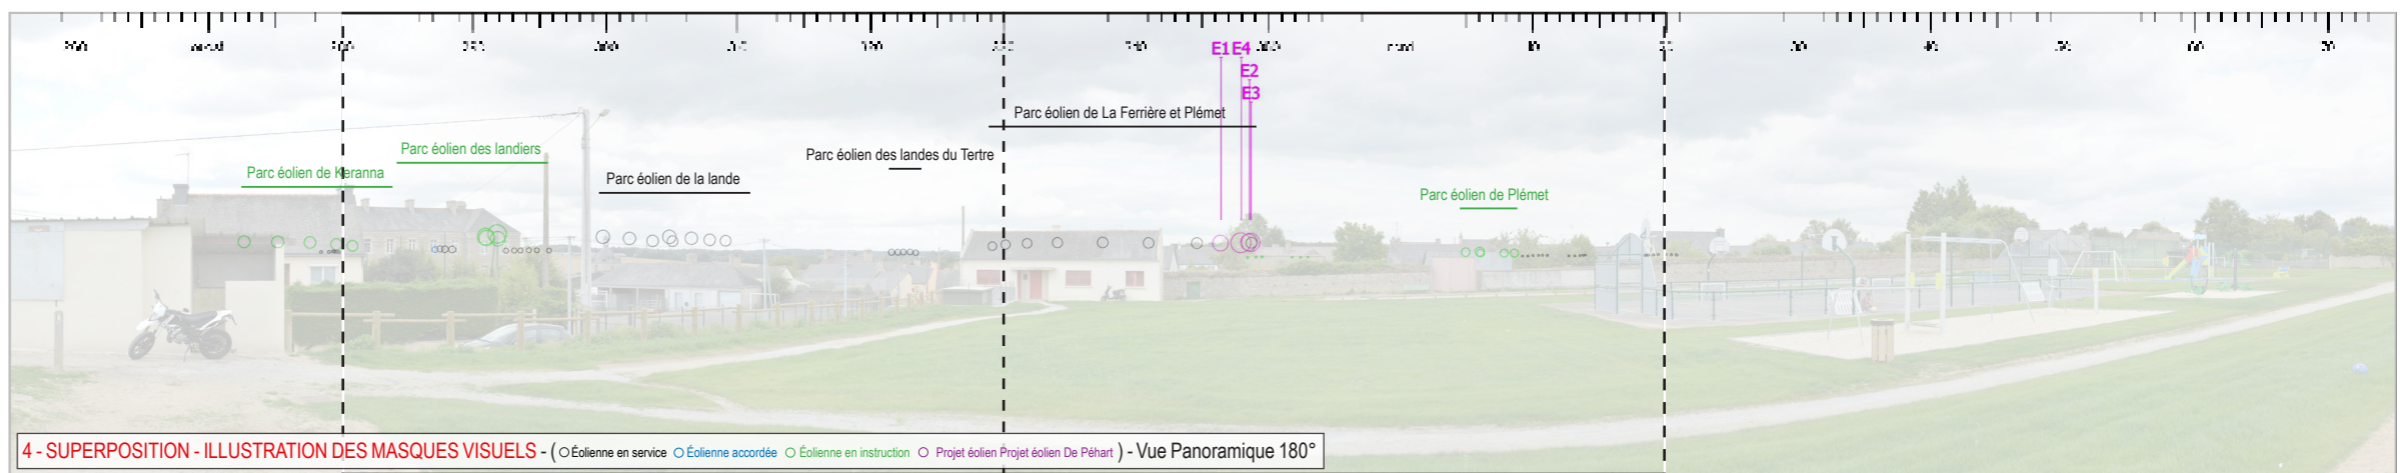 E1 E4
E2
E3
Parc éolien de La Ferrière et Plémet
Parc éolien des landiers
Parc éolien des landes du Tertre
Parc éolien de Keranna
Parc éolien de la lande
Parc éolien de Plémet
4 - SUPERPOSITION - ILLUSTRATION DES MASQUES VISUELS - ( Éolienne en service Éolienne accordée Éolienne en instruction Projet éolien Projet éolien De Péhart ) - Vue Panoramique 180°